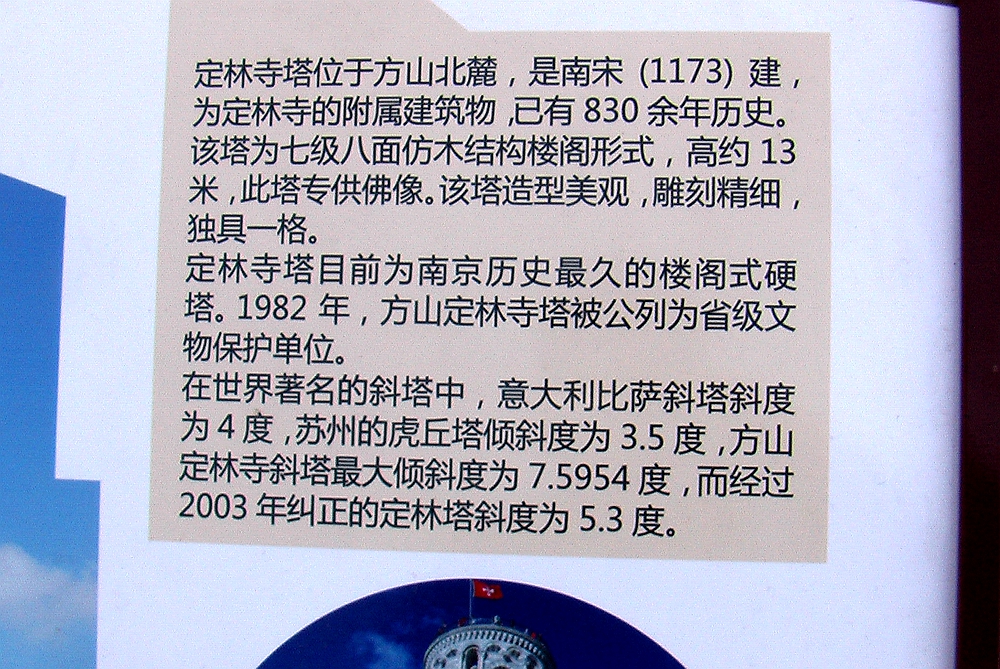 定林寺塔位于方山北麓，是南宋 (1173) 建，
为定林寺的附属建筑物，已有 830 余年历史。
该塔为七级八面仿木结构楼阁形式，高约 13
米，此塔专供佛像。该塔造型美观，雕刻精细，
独具一格。
定林寺塔目前为南京历史最久的楼阁式硬
塔。1982 年，方山定林寺塔被公列为省级文
物保护单位。
在世界著名的斜塔中，意大利比萨斜塔斜度
为 4 度，苏州的虎丘塔倾斜度为 3.5 度，方山
定林寺斜塔最大倾斜度为 7.5954 度，而经过
2003 年纠正的定林塔斜度为 5.3 度。